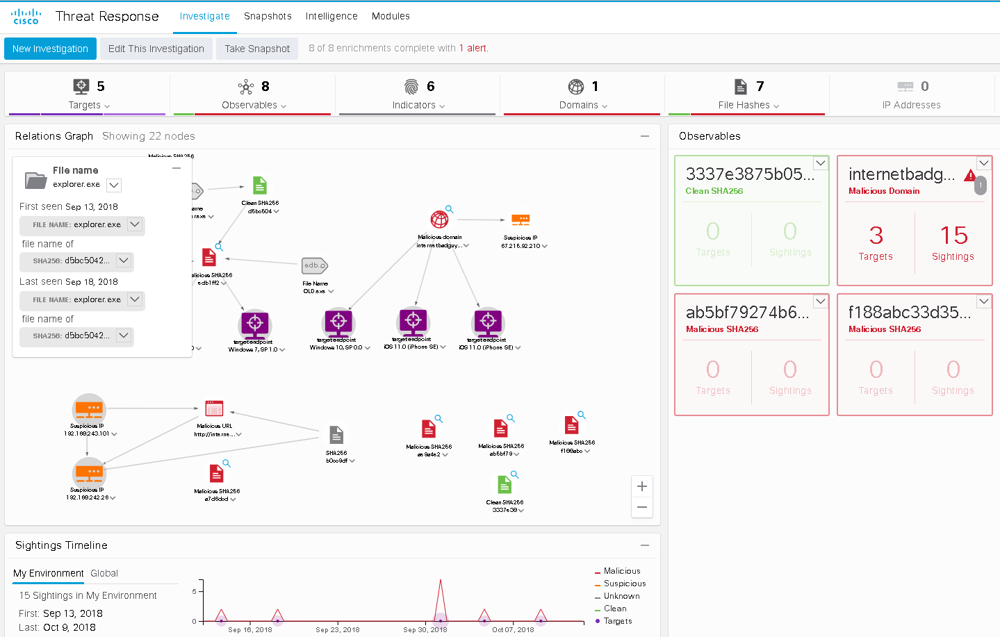 cisco
Threat Response
Investigate
Snapshots
Intelligence
Modules
New Investigation
Edit This Investigation
Take Snapshot
8 of 8 enrichments complete with 1 alert.
5
Targets
8
Observables
6
Indicators
1
Domains
7
File Hashes
0
IP Addresses
Relations Graph
Showing 22 nodes
Observables
File name
explorer.exe
First seen Sep 13, 2018
FILE NAME: explorer.exe
file name of
SHA256: d5bc5042...
Last seen Sep 18, 2018
FILE NAME: explorer.exe
file name of
SHA256: d5bc5042...
Malicious SHA256
Clean SHA256
d5bc504
edb1ff2
edb.o
File Name
OLD.exe
target endpoint
Windows 7, SP 1.0
Malicious domain
internetbadguy...
Suspicious IP
67.215.92.210
target endpoint
Windows 10, SP 0.0
target endpoint
iOS 11.0 (iPhone SE)
target endpoint
iOS 11.0 (iPhone SE)
Suspicious IP
192.168.243.101
Malicious URL
http://interne...
SHA256
Suspicious IP
192.168.242.26
Malicious SHA256
Malicious SHA256
Malicious SHA256
ab5bf79
Malicious SHA256
f188abc
Clean SHA256
3337e38
3337e3875b05...
Clean SHA256
0
Targets
0
Sightings
internetbadg...
1
Malicious Domain
3
Targets
15
Sightings
ab5bf79274b6...
Malicious SHA256
0
Targets
0
Sightings
f188abc33d35...
Malicious SHA256
0
Targets
0
Sightings
Sightings Timeline
My Environment
Global
15 Sightings in My Environment
First: Sep 13, 2018
Last: Oct 9, 2018
5
0
Sep 16, 2018
Sep 23, 2018
Sep 30, 2018
Oct 07, 2018
Malicious
Suspicious
Unknown
Clean
Targets